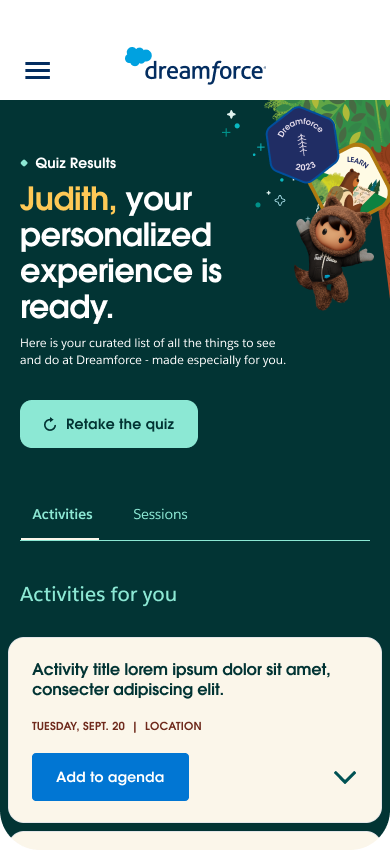 dreamforce
Dreamforce
2023
LEARN
Quiz Results
Judith, your
personalized
experience is
ready.
Here is your curated list of all the things to see
and do at Dreamforce - made especially for you.
Retake the quiz
Activities Sessions
Activities for you
Activity title lorem ipsum dolor sit amet,
consecter adipiscing elit.
TUESDAY, SEPT. 20 | LOCATION
Add to agenda